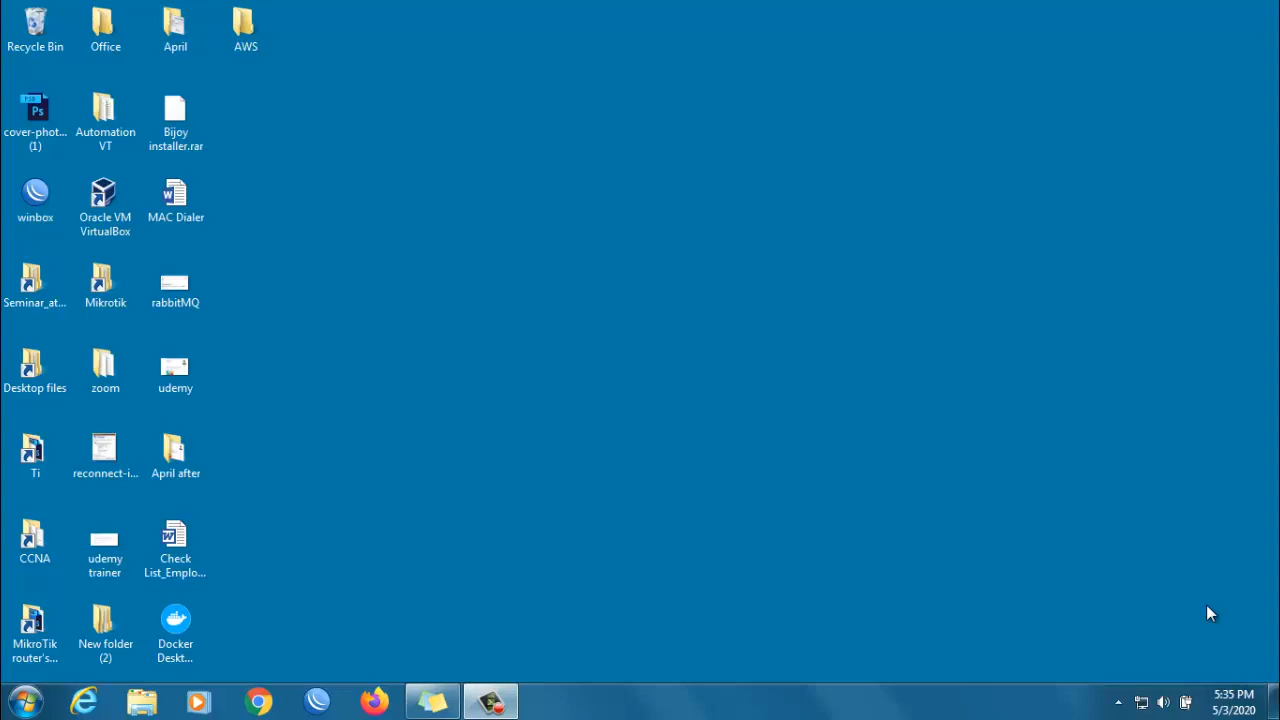 Recycle Bin
Office
April
AWS
PSD
Ps
cover-phot...
(1)
Automation
VT
Bijoy
installer.rar
winbox
Oracle VM
VirtualBox
MAC Dialer
Seminar_at...
Mikrotik
rabbitMQ
Desktop files
zoom
udemy
Ti
reconnect-i...
April after
CCNA
udemy
trainer
Check
List_Emplo...
MikroTik
router's...
New folder
(2)
Docker
Deskt...
5:35 PM
5/3/2020